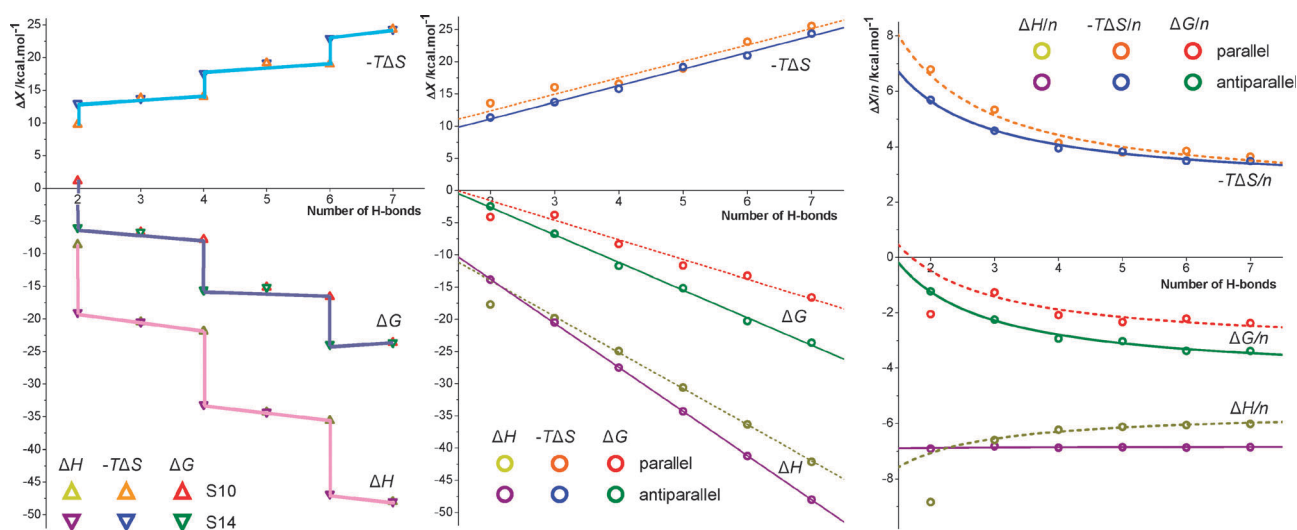 ΔX /kcal.mol⁻¹
25
20
15
10
5
0
-5
-10
-15
-20
-25
-30
-35
-40
-45
-50
2 3 4 5 6 7
Number of H-bonds
-TΔS
ΔG
ΔH
ΔH -TΔS ΔG
S10
S14
ΔX /kcal.mol⁻¹
25
20
15
10
5
0
-5
-10
-15
-20
-25
-30
-35
-40
-45
-50
2 3 4 5 6 7
Number of H-bonds
-TΔS
ΔG
ΔH
ΔH -TΔS ΔG
parallel
antiparallel
ΔX/n /kcal.mol⁻¹
8
6
4
2
0
-2
-4
-6
-8
ΔH/n -TΔS/n ΔG/n
parallel
antiparallel
-TΔS/n
2 3 4 5 6 7
Number of H-bonds
ΔG/n
ΔH/n